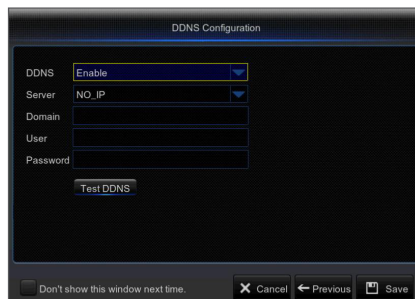 DDNS Configuration
DDNS Enable
Server NO_IP
Domain
User
Password
Test DDNS
Don't show this window next time. Cancel Previous Save